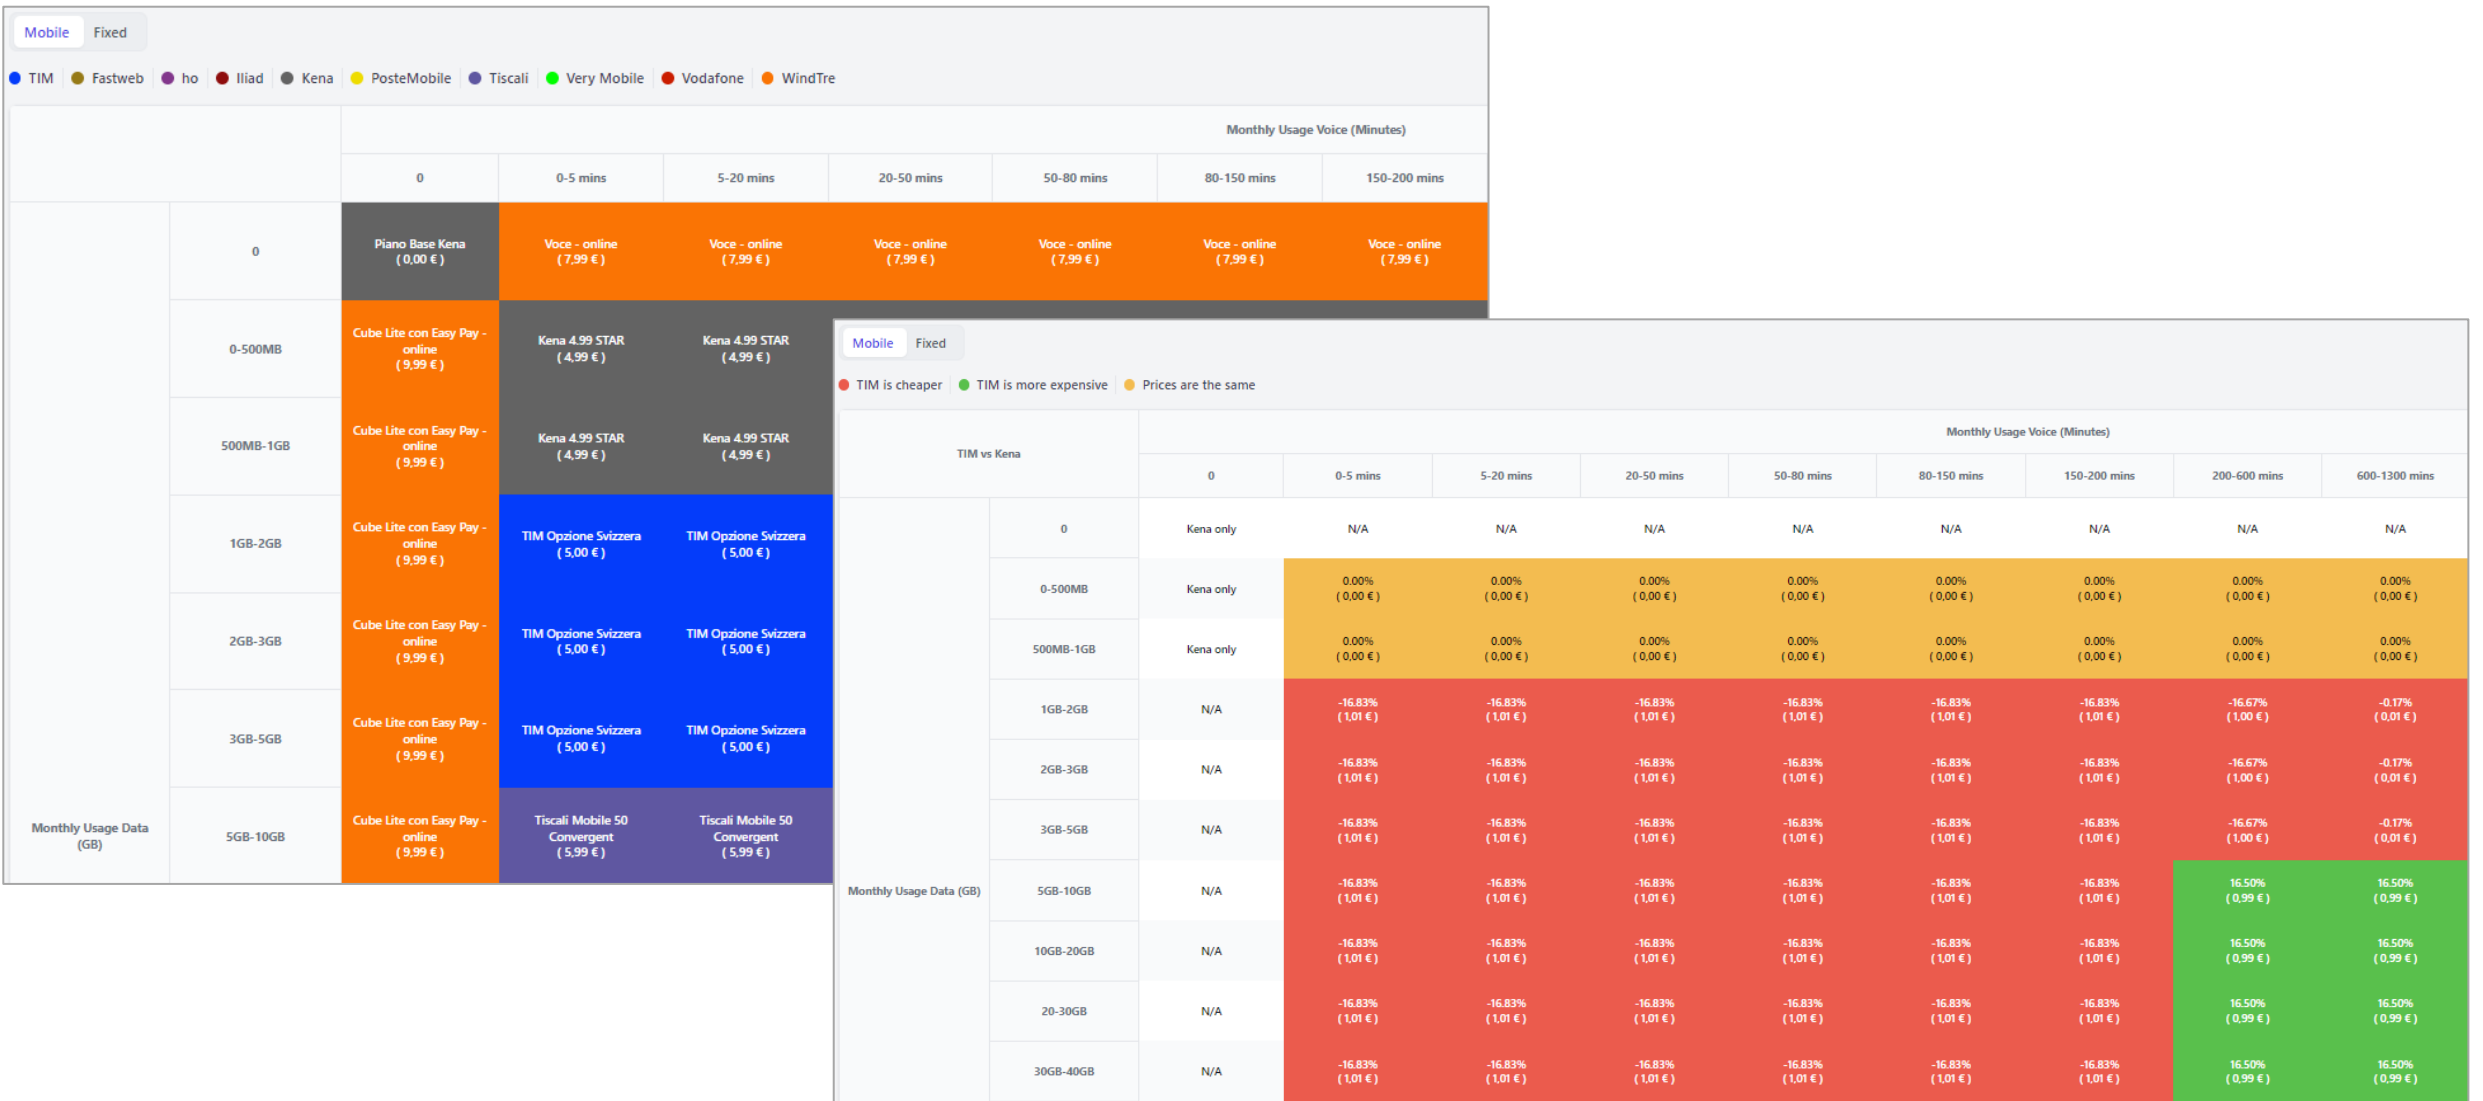 Mobile Fixed
TIM Fastweb ho Iliad Kena PosteMobile Tiscali Very Mobile Vodafone WindTre
Monthly Usage Voice (Minutes)
0 0-5 mins 5-20 mins 20-50 mins 50-80 mins 80-150 mins 150-200 mins
0 Piano Base Kena Voce - online Voce - online Voce - online Voce - online Voce - online Voce - online
( 0,00 € ) ( 7,99 € ) ( 7,99 € ) ( 7,99 € ) ( 7,99 € ) ( 7,99 € ) ( 7,99 € )
0-500MB Cube Lite con Easy Pay - Kena 4.99 STAR Kena 4.99 STAR
online ( 4,99 € ) ( 4,99 € )
( 9,99 € )
500MB-1GB Cube Lite con Easy Pay - Kena 4.99 STAR Kena 4.99 STAR
online ( 4,99 € ) ( 4,99 € )
( 9,99 € )
1GB-2GB Cube Lite con Easy Pay - TIM Opzione Svizzera TIM Opzione Svizzera
online ( 5,00 € ) ( 5,00 € )
( 9,99 € )
2GB-3GB Cube Lite con Easy Pay - TIM Opzione Svizzera TIM Opzione Svizzera
online ( 5,00 € ) ( 5,00 € )
( 9,99 € )
3GB-5GB Cube Lite con Easy Pay - TIM Opzione Svizzera TIM Opzione Svizzera
online ( 5,00 € ) ( 5,00 € )
( 9,99 € )
Monthly Usage Data
(GB)
5GB-10GB Cube Lite con Easy Pay - Tiscali Mobile 50 Tiscali Mobile 50
online Convergent Convergent
( 9,99 € ) ( 5,99 € ) ( 5,99 € )
Mobile Fixed
TIM is cheaper TIM is more expensive Prices are the same
TIM vs Kena
Monthly Usage Voice (Minutes)
0 0-5 mins 5-20 mins 20-50 mins 50-80 mins 80-150 mins 150-200 mins 200-600 mins 600-1300 mins
0 Kena only N/A N/A N/A N/A N/A N/A N/A N/A
0-500MB Kena only 0.00% 0.00% 0.00% 0.00% 0.00% 0.00% 0.00% 0.00%
( 0,00 € ) ( 0,00 € ) ( 0,00 € ) ( 0,00 € ) ( 0,00 € ) ( 0,00 € ) ( 0,00 € ) ( 0,00 € )
500MB-1GB Kena only 0.00% 0.00% 0.00% 0.00% 0.00% 0.00% 0.00% 0.00%
( 0,00 € ) ( 0,00 € ) ( 0,00 € ) ( 0,00 € ) ( 0,00 € ) ( 0,00 € ) ( 0,00 € ) ( 0,00 € )
1GB-2GB N/A -16.83% -16.83% -16.83% -16.83% -16.83% -16.83% -16.67% -0.17%
( 1,01 € ) ( 1,01 € ) ( 1,01 € ) ( 1,01 € ) ( 1,01 € ) ( 1,01 € ) ( 1,00 € ) ( 0,01 € )
2GB-3GB N/A -16.83% -16.83% -16.83% -16.83% -16.83% -16.83% -16.67% -0.17%
( 1,01 € ) ( 1,01 € ) ( 1,01 € ) ( 1,01 € ) ( 1,01 € ) ( 1,01 € ) ( 1,00 € ) ( 0,01 € )
3GB-5GB N/A -16.83% -16.83% -16.83% -16.83% -16.83% -16.83% -16.67% -0.17%
( 1,01 € ) ( 1,01 € ) ( 1,01 € ) ( 1,01 € ) ( 1,01 € ) ( 1,01 € ) ( 1,00 € ) ( 0,01 € )
Monthly Usage Data (GB)
5GB-10GB N/A -16.83% -16.83% -16.83% -16.83% -16.83% -16.83% 16.50% 16.50%
( 1,01 € ) ( 1,01 € ) ( 1,01 € ) ( 1,01 € ) ( 1,01 € ) ( 1,01 € ) ( 0,99 € ) ( 0,99 € )
10GB-20GB N/A -16.83% -16.83% -16.83% -16.83% -16.83% -16.83% 16.50% 16.50%
( 1,01 € ) ( 1,01 € ) ( 1,01 € ) ( 1,01 € ) ( 1,01 € ) ( 1,01 € ) ( 0,99 € ) ( 0,99 € )
20-30GB N/A -16.83% -16.83% -16.83% -16.83% -16.83% -16.83% 16.50% 16.50%
( 1,01 € ) ( 1,01 € ) ( 1,01 € ) ( 1,01 € ) ( 1,01 € ) ( 1,01 € ) ( 0,99 € ) ( 0,99 € )
30GB-40GB N/A -16.83% -16.83% -16.83% -16.83% -16.83% -16.83% 16.50% 16.50%
( 1,01 € ) ( 1,01 € ) ( 1,01 € ) ( 1,01 € ) ( 1,01 € ) ( 1,01 € ) ( 0,99 € ) ( 0,99 € )